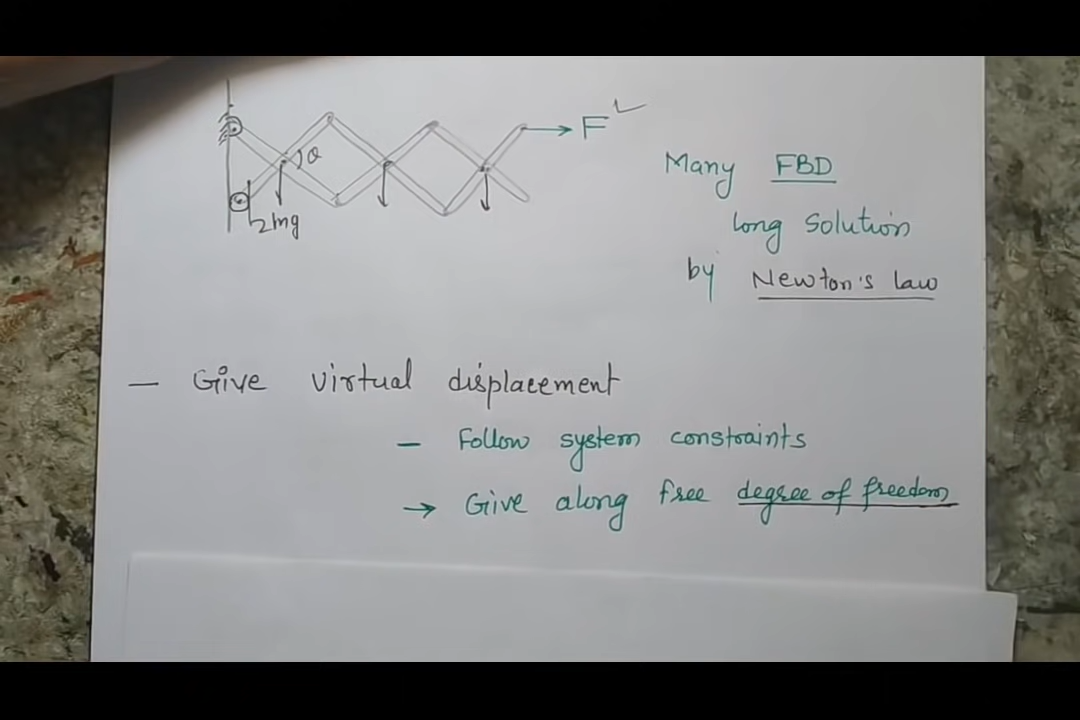 F
θ
2mg
Many FBD
long solution
by Newton's law
— Give virtual displacement
— Follow system constraints
→ Give along free degree of freedom